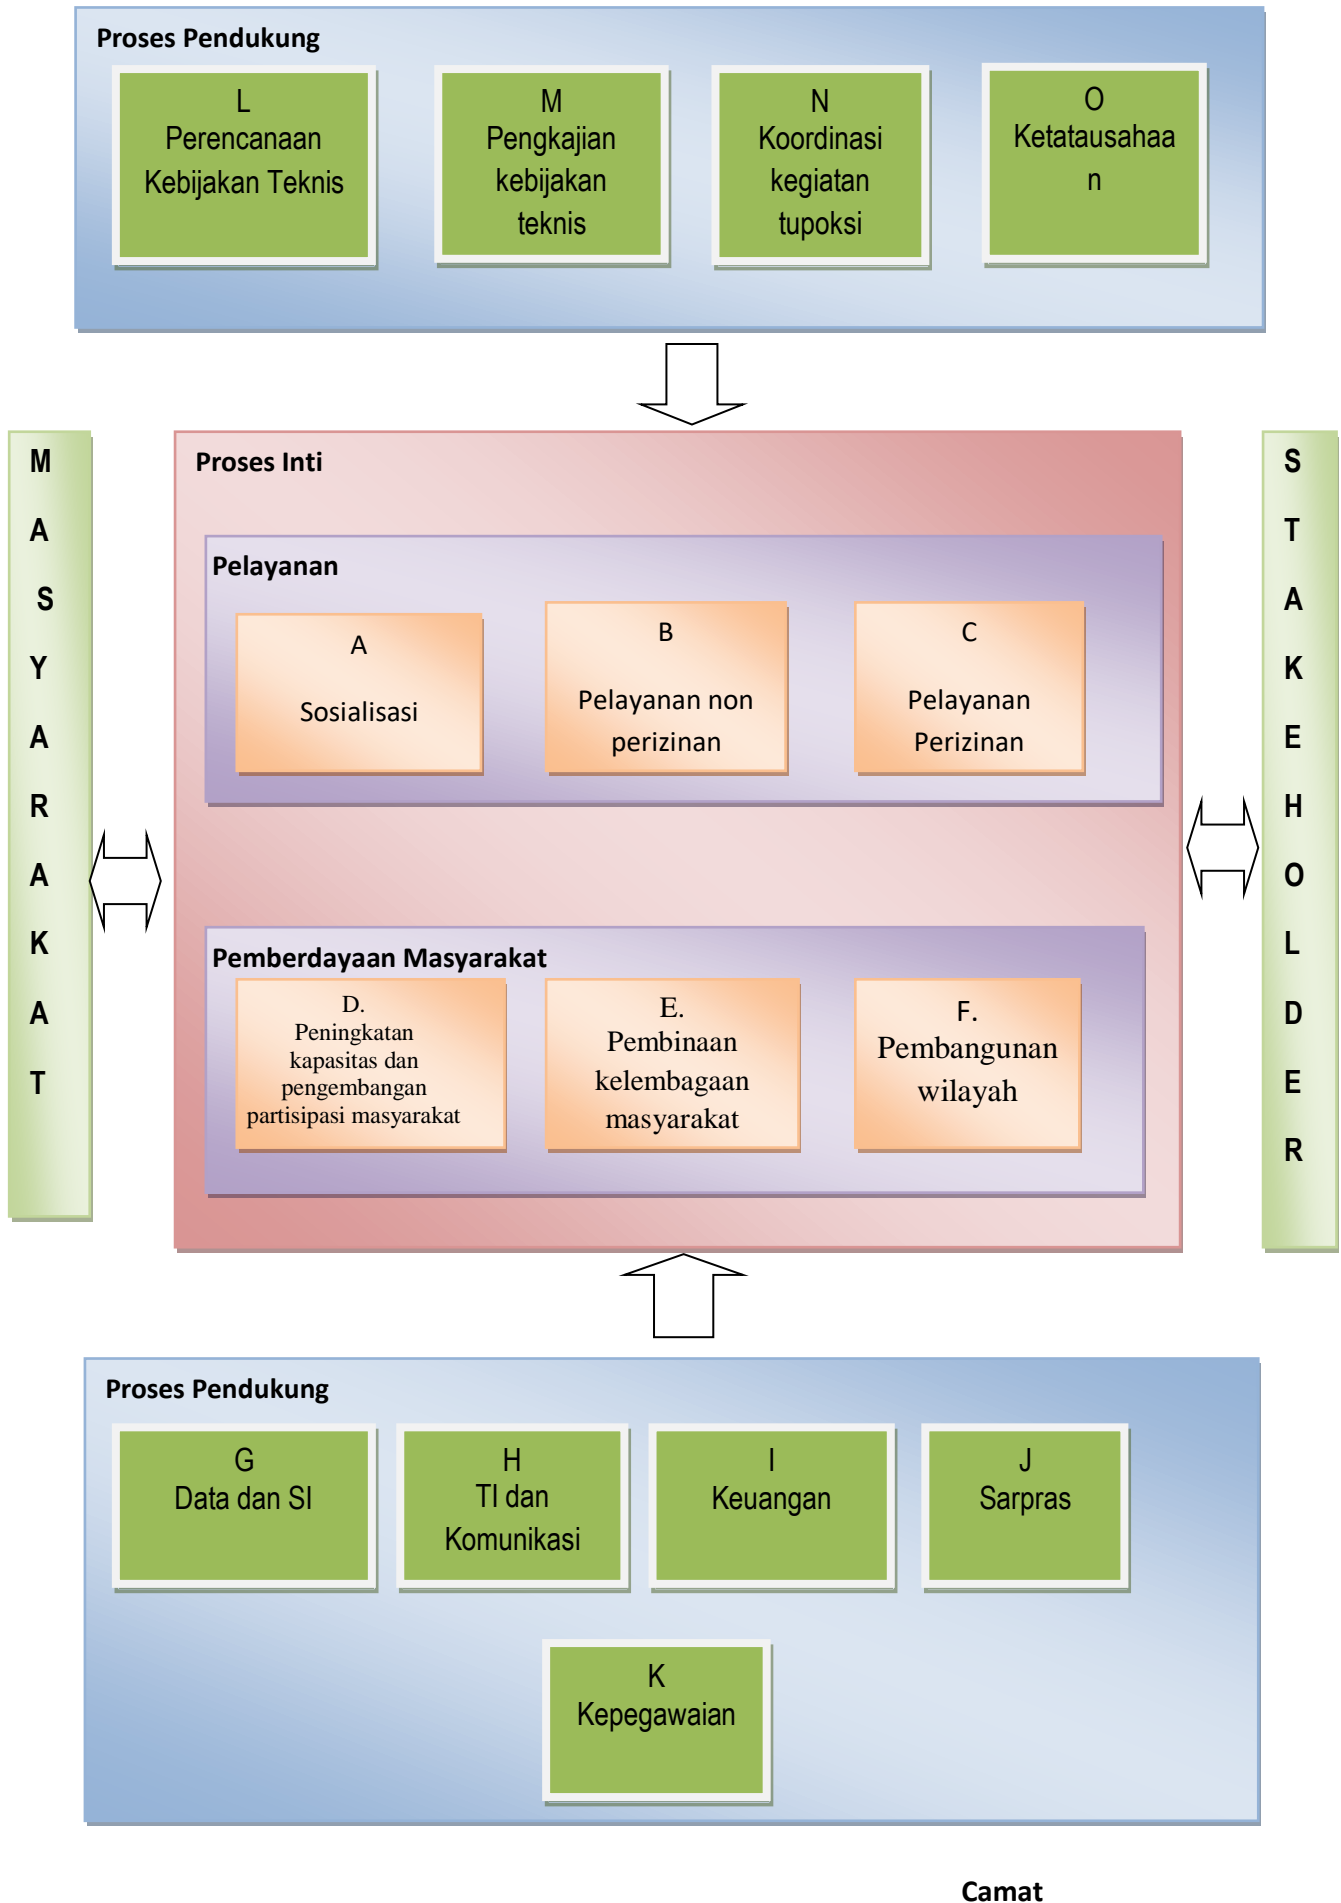 Proses Pendukung
L
Perencanaan
Kebijakan Teknis
M
Pengkajian
kebijakan
teknis
N
Koordinasi
kegiatan
tupoksi
O
Ketatausahaa
n
M
A
S
Y
A
R
A
K
A
T
Proses Inti
Pelayanan
A
Sosialisasi
B
Pelayanan non
perizinan
C
Pelayanan
Perizinan
Pemberdayaan Masyarakat
D.
Peningkatan
kapasitas dan
pengembangan
partisipasi masyarakat
E.
Pembinaan
kelembagaan
masyarakat
F.
Pembangunan
wilayah
S
T
A
K
E
H
O
L
D
E
R
Proses Pendukung
G
Data dan SI
H
TI dan
Komunikasi
I
Keuangan
J
Sarpras
K
Kepegawaian
Camat